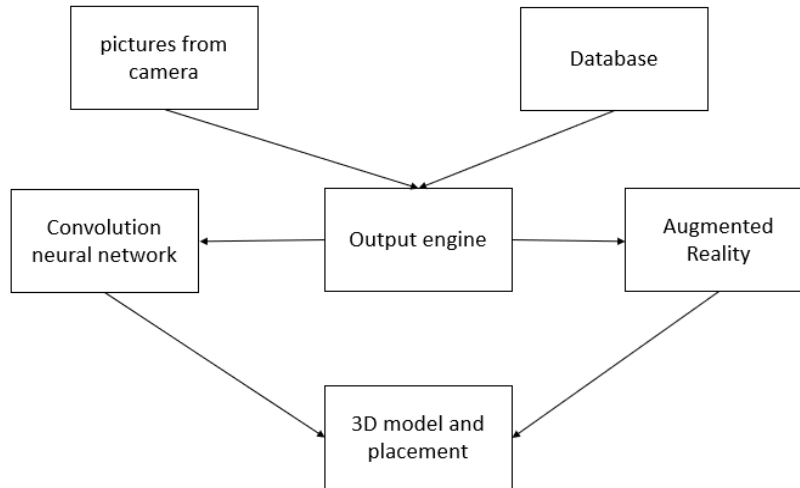 pictures from
camera
Database
Convolution
neural network
Output engine
Augmented
Reality
3D model and
placement